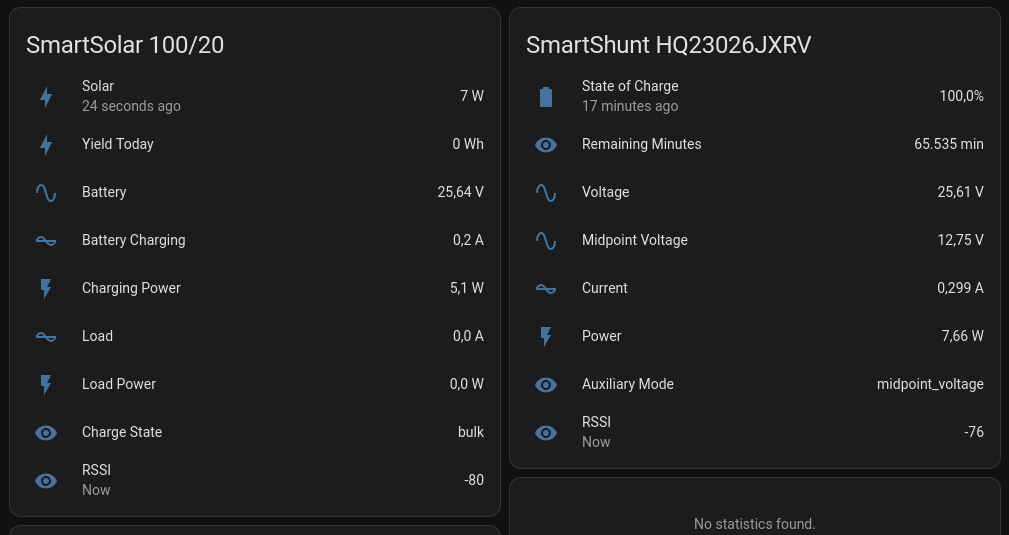 SmartSolar 100/20
Solar
24 seconds ago
7 W
Yield Today
0 Wh
Battery
25,64 V
Battery Charging
0,2 A
Charging Power
5,1 W
Load
0,0 A
Load Power
0,0 W
Charge State
bulk
RSSI
Now
-80
SmartShunt HQ23026JXRV
State of Charge
17 minutes ago
100,0%
Remaining Minutes
65.535 min
Voltage
25,61 V
Midpoint Voltage
12,75 V
Current
0,299 A
Power
7,66 W
Auxiliary Mode
midpoint_voltage
RSSI
Now
-76
No statistics found.